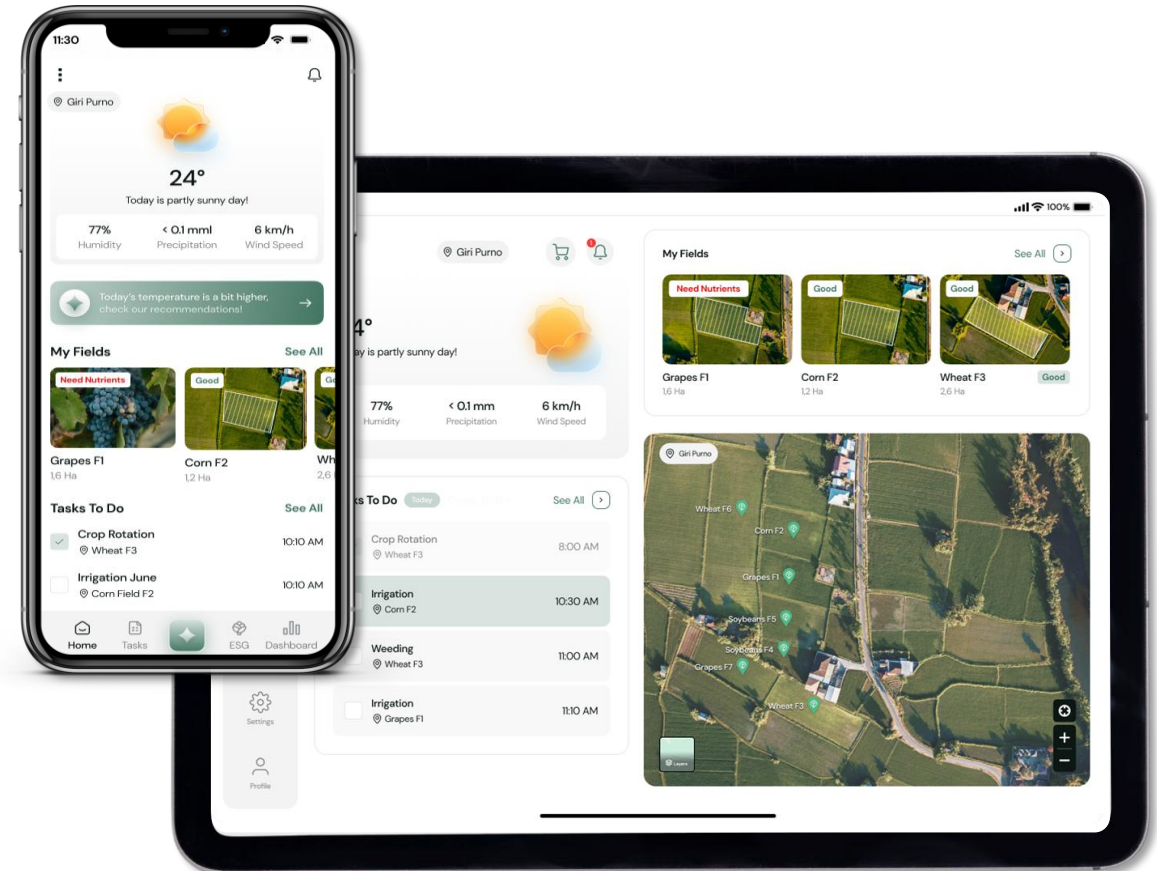 11:30
Giri Purno
24°
Today is partly sunny day!
77%
Humidity
< 0.1 mml
Precipitation
6 km/h
Wind Speed
Today's temperature is a bit higher,
check our recommendations!
My Fields
See All
Need Nutrients
Good
Grapes F1
1,6 Ha
Corn F2
1,2 Ha
Wh
2,6
Tasks To Do
See All
Crop Rotation
Wheat F3
10:10 AM
Irrigation June
Corn Field F2
10:10 AM
Home
Tasks
ESG
Dashboard
100%
Giri Purno
1
4°
ay is partly sunny day!
77%
Humidity
< 0.1 mm
Precipitation
6 km/h
Wind Speed
ks To Do
Today
See All
Crop Rotation
Wheat F3
8:00 AM
Irrigation
Corn F2
10:30 AM
Weeding
Wheat F3
11:00 AM
Irrigation
Grapes F1
11:10 AM
Settings
Profile
My Fields
See All
Need Nutrients
Good
Good
Grapes F1
1,6 Ha
Corn F2
1,2 Ha
Wheat F3
Good
2,6 Ha
Giri Purno
Wheat F6
Corn F2
Grapes F1
Soybeans F5
Soybeans F4
Grapes F7
Wheat F3
Layers